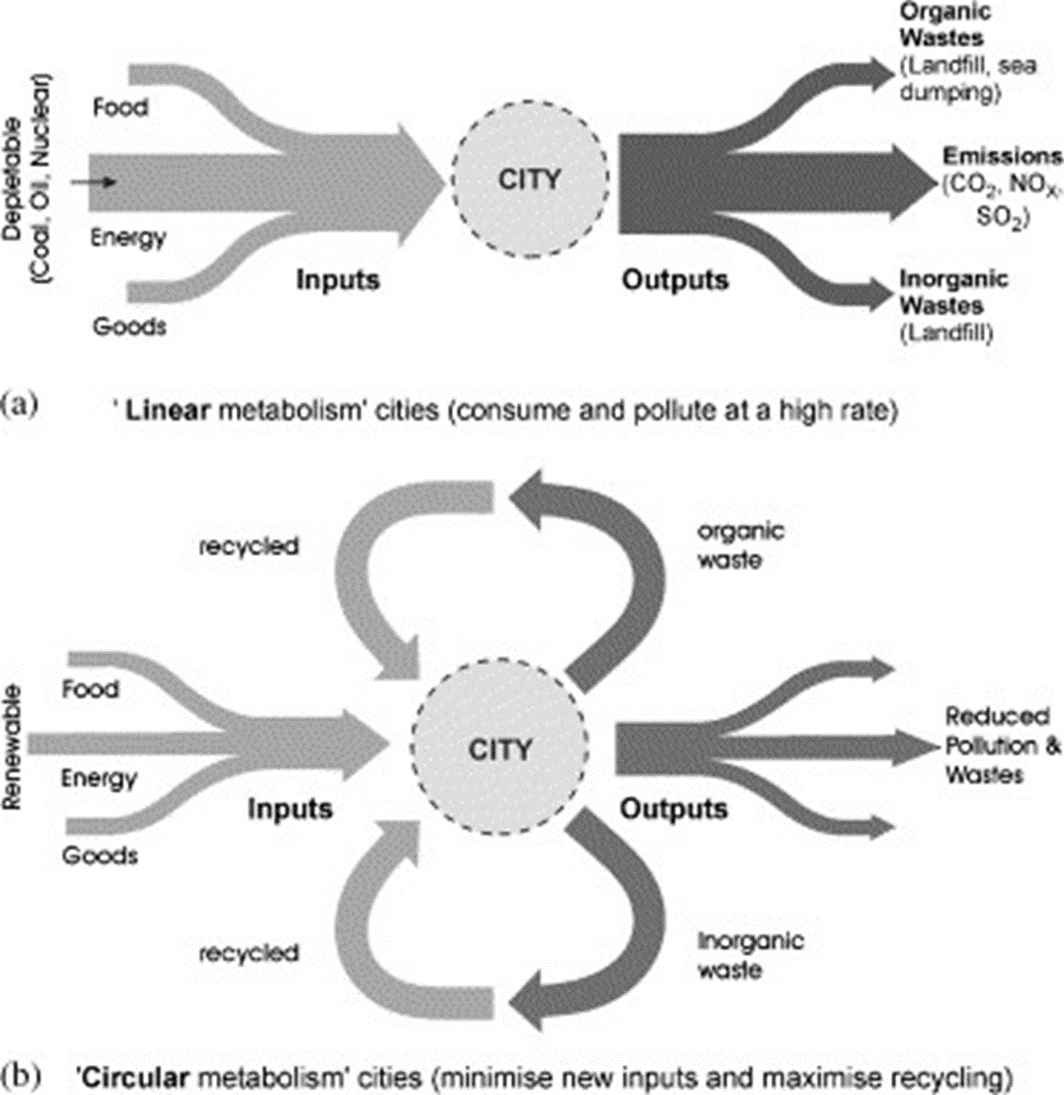 Organic
Wastes
(Landfill, sea
dumping)
Food
Depletable
(Coal, Oil, Nuclear)
CITY
Emissions
(CO₂, NOₓ,
SO₂)
Energy
Inputs
Outputs
Inorganic
Wastes
(Landfill)
Goods
(a) ' Linear metabolism' cities (consume and pollute at a high rate)
recycled
organic
waste
Renewable
Food
CITY
Reduced
Pollution &
Wastes
Energy
Inputs
Outputs
Goods
recycled
Inorganic
waste
(b) 'Circular metabolism' cities (minimise new inputs and maximise recycling)